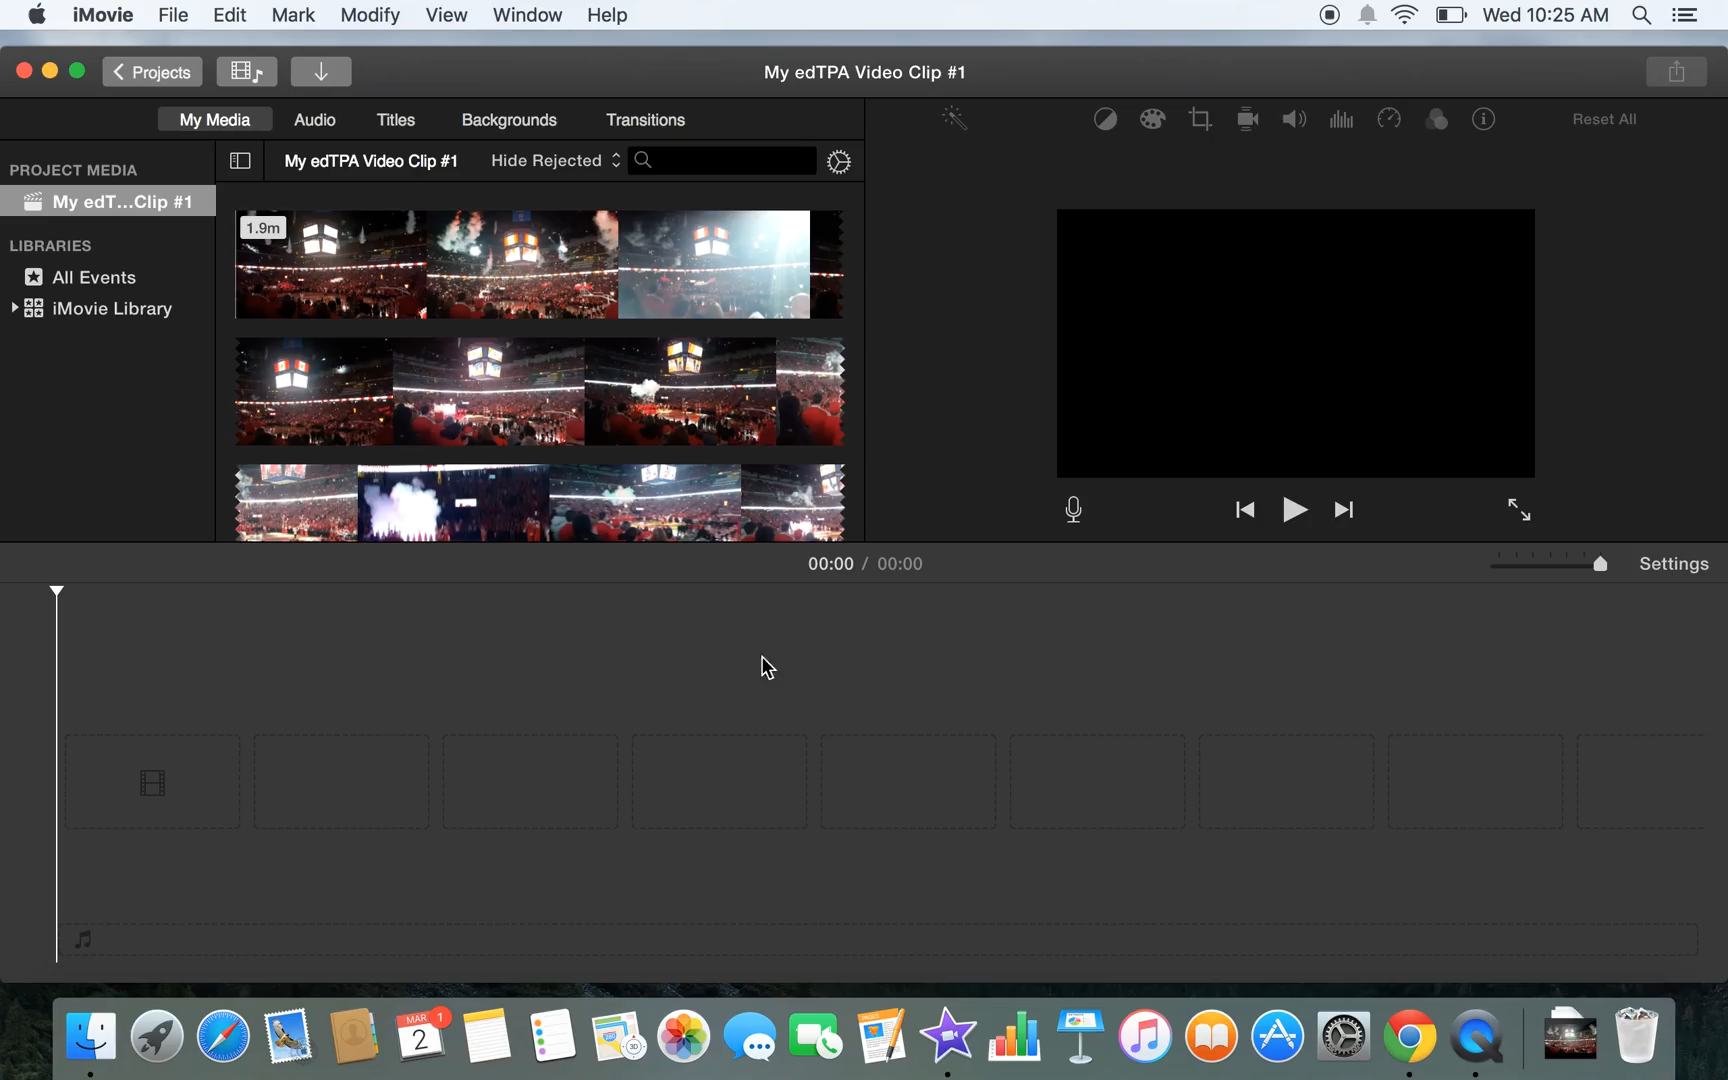 iMovie File Edit Mark Modify View Window Help Wed 10:25 AM
Projects My edTPA Video Clip #1
My Media Audio Titles Backgrounds Transitions Reset All
PROJECT MEDIA My edTPA Video Clip #1 Hide Rejected
My edT...Clip #1
1.9m
LIBRARIES
All Events
iMovie Library
00:00 / 00:00 Settings
MAR 1
2
PAGES
3D